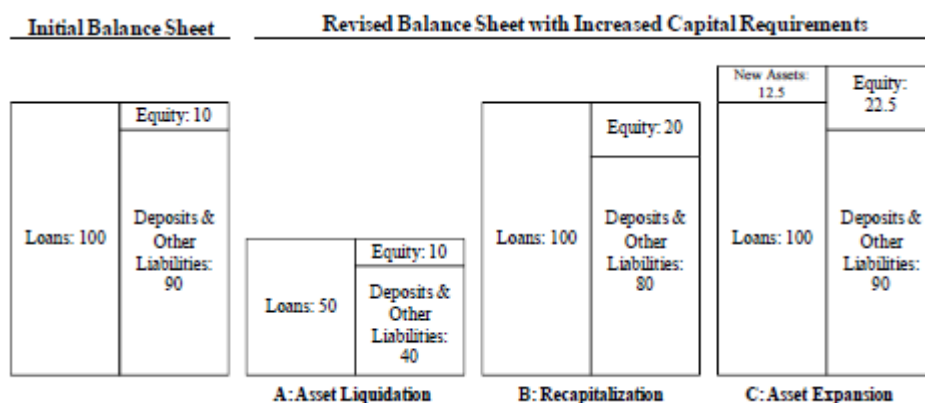 Initial Balance Sheet
Revised Balance Sheet with Increased Capital Requirements
Loans: 100
Equity: 10
Deposits &
Other
Liabilities:
90
Loans: 50
Equity: 10
Deposits &
Other
Liabilities:
40
A: Asset Liquidation
Loans: 100
Equity: 20
Deposits &
Other
Liabilities:
80
B: Recapitalization
New Assets:
12.5
Loans: 100
Equity:
22.5
Deposits &
Other
Liabilities:
90
C: Asset Expansion